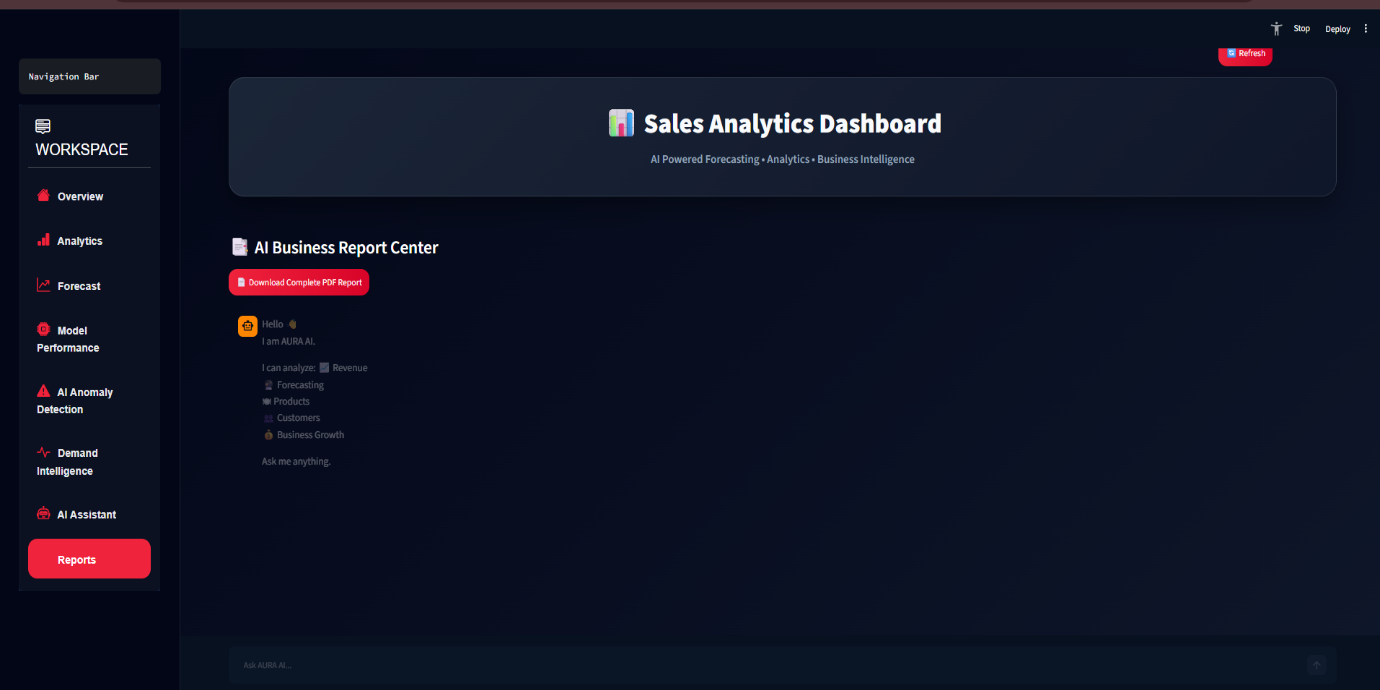 Stop
Deploy
Refresh
Navigation Bar
WORKSPACE
Overview
Analytics
Forecast
Model
Performance
AI Anomaly
Detection
Demand
Intelligence
AI Assistant
Reports
Sales Analytics Dashboard
AI Powered Forecasting • Analytics • Business Intelligence
AI Business Report Center
Download Complete PDF Report
Hello 👋
I am AURA AI.
I can analyze: 📈 Revenue
🔮 Forecasting
🍽 Products
👥 Customers
💰 Business Growth
Ask me anything.
Ask AURA AI...